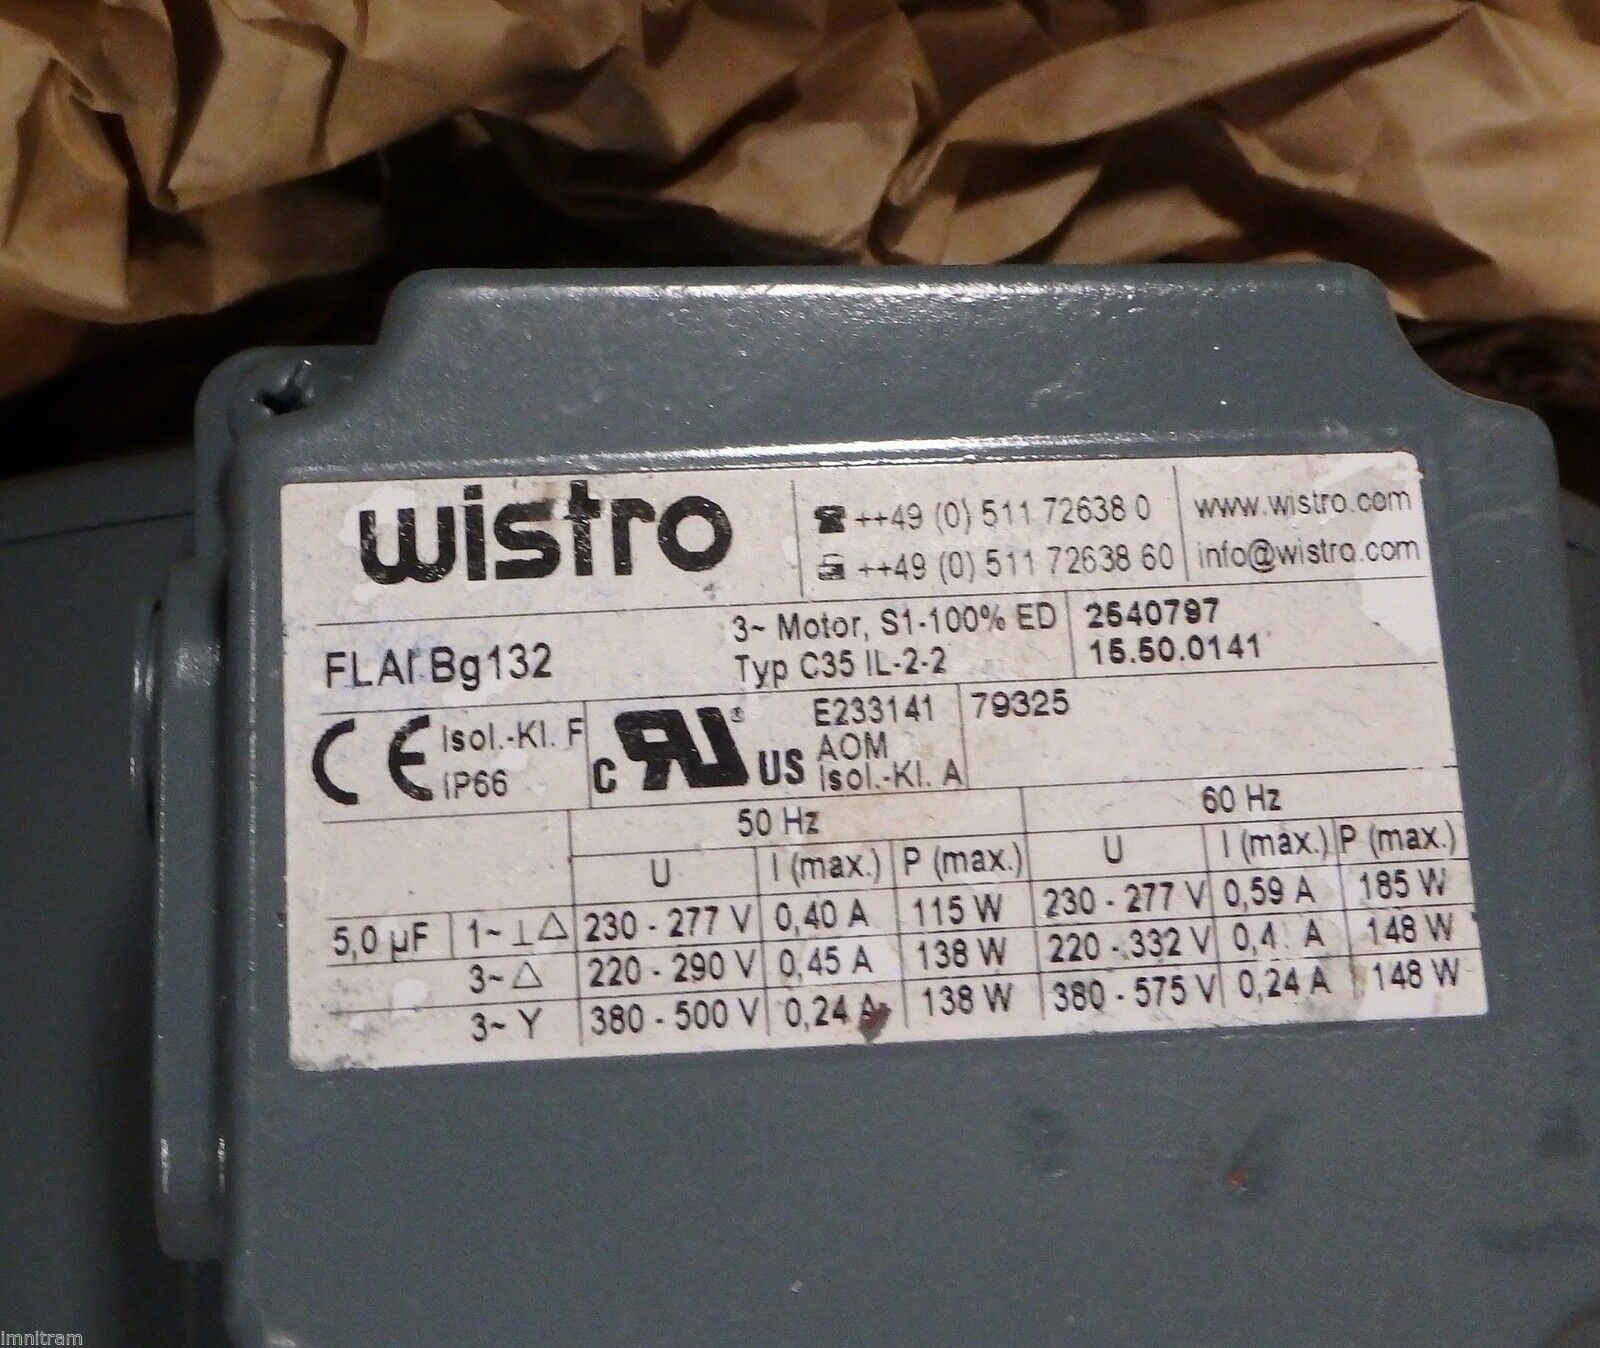 wistro
☎ ++49 (0) 511 72638 0
++49 (0) 511 72638 60
www.wistro.com
info@wistro.com
FLAI Bg132
3~ Motor, S1-100% ED
Typ C35 IL-2-2
2540797
15.50.0141
CE Isol.-Kl. F
IP66
c RU ® US
E233141
AOM
Isol.-Kl. A
79325
50 Hz 60 Hz
U I (max.) P (max.) U I (max.) P (max.)
5,0 µF 1~ ⊥ △ 230 - 277 V 0,40 A 115 W 230 - 277 V 0,59 A 185 W
3~ △ 220 - 290 V 0,45 A 138 W 220 - 332 V A 148 W
3~ Y 380 - 500 V 0,24 A 138 W 380 - 575 V 0,24 A 148 W
imnitram